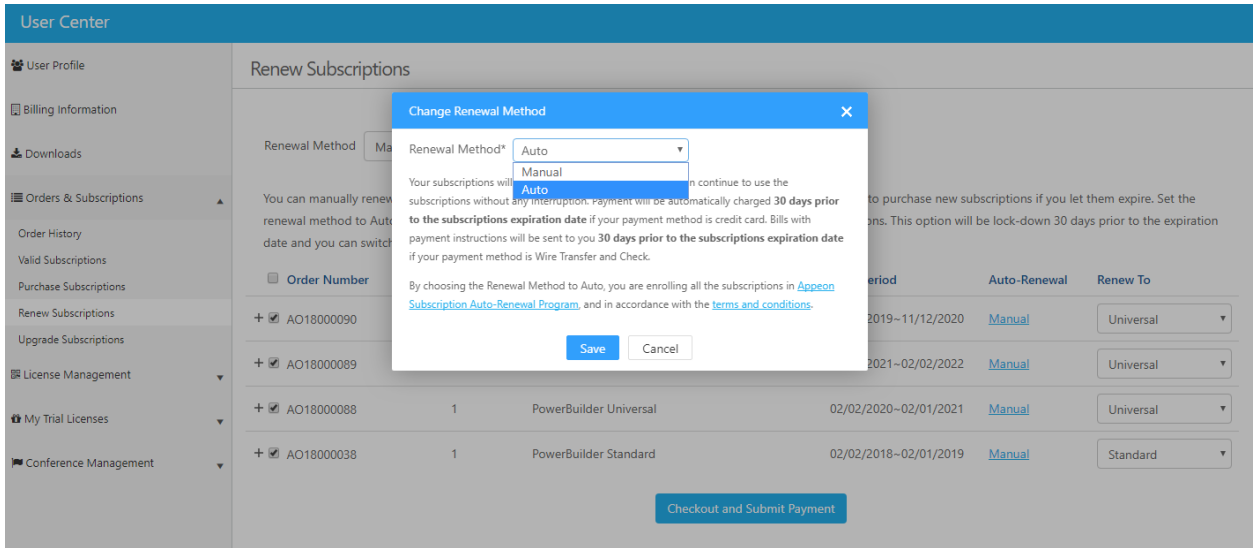 User Center
User Profile
Billing Information
Downloads
Orders & Subscriptions
Order History
Valid Subscriptions
Purchase Subscriptions
Renew Subscriptions
Upgrade Subscriptions
License Management
My Trial Licenses
Conference Management
Renew Subscriptions
Renewal Method Ma
You can manually renew to purchase new subscriptions if you let them expire. Set the
renewal method to Auto ons. This option will be lock-down 30 days prior to the expiration
date and you can switch
Order Number eriod Auto-Renewal Renew To
AO18000090 2019~11/12/2020 Manual Universal
AO18000089 2021~02/02/2022 Manual Universal
AO18000088 1 PowerBuilder Universal 02/02/2020~02/01/2021 Manual Universal
AO18000038 1 PowerBuilder Standard 02/02/2018~02/01/2019 Manual Standard
Checkout and Submit Payment
Change Renewal Method
Renewal Method* Auto
Manual
Auto
Your subscriptions will n continue to use the
subscriptions without any interruption. Payment will be automatically charged 30 days prior
to the subscriptions expiration date if your payment method is credit card. Bills with
payment instructions will be sent to you 30 days prior to the subscriptions expiration date
if your payment method is Wire Transfer and Check.
By choosing the Renewal Method to Auto, you are enrolling all the subscriptions in Appeon
Subscription Auto-Renewal Program, and in accordance with the terms and conditions.
Save Cancel